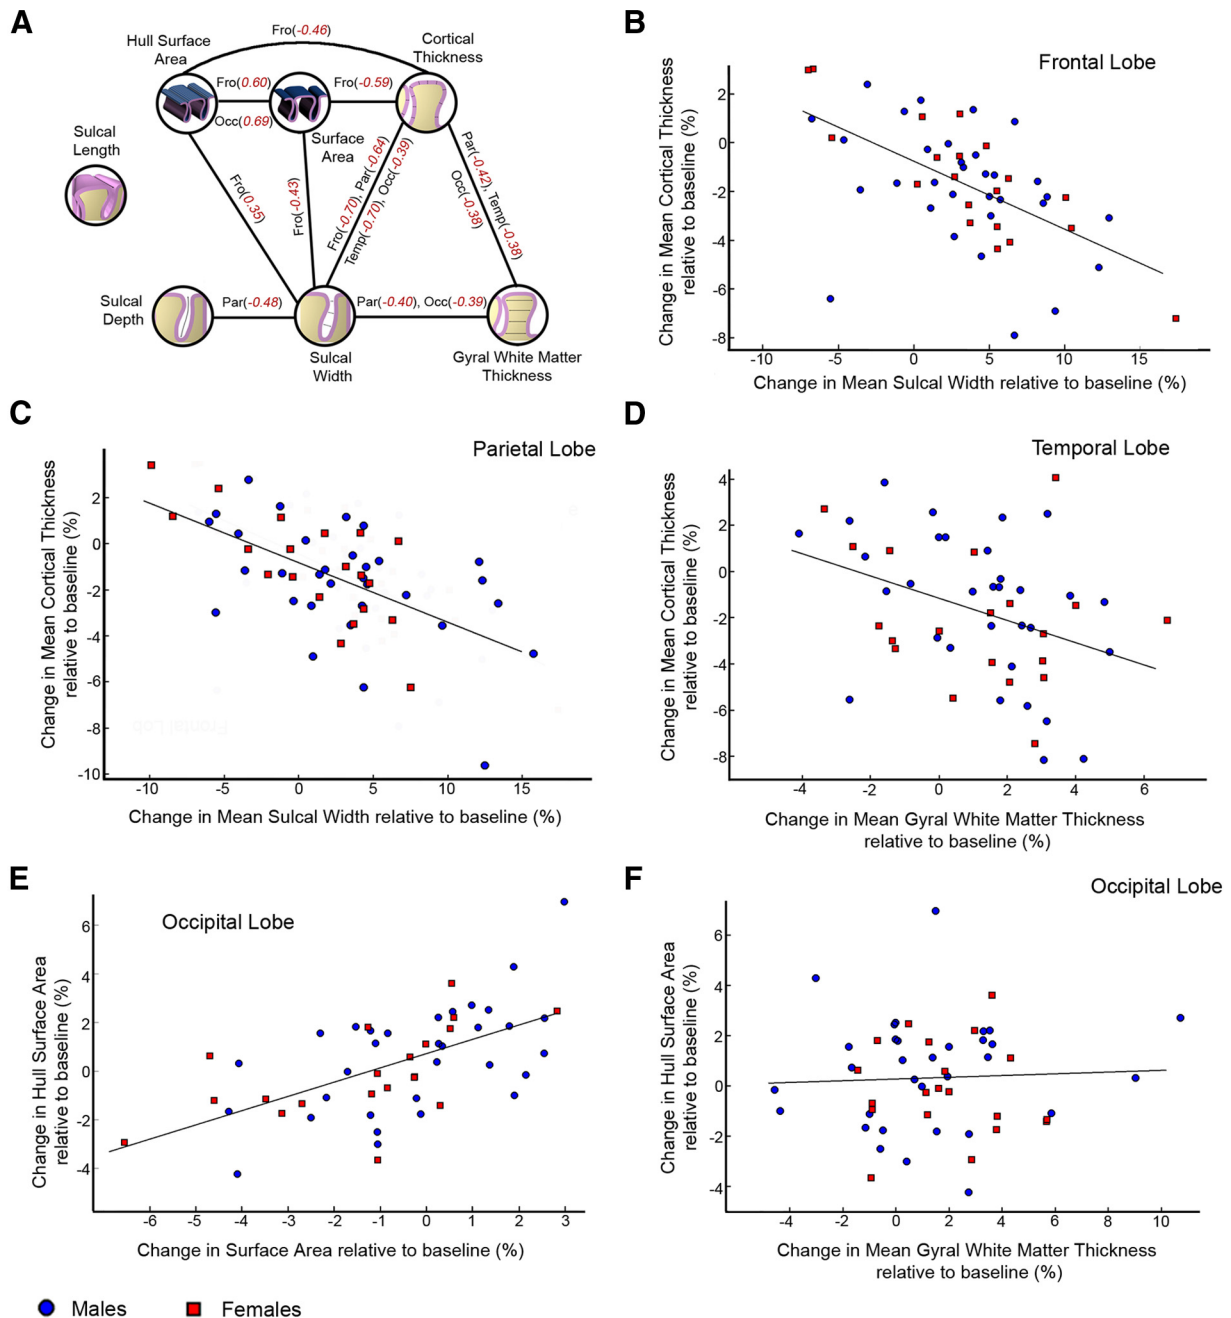 A
Fro(-0.46)
Hull Surface
Area
Cortical
Thickness
Fro(0.60)
Fro(-0.59)
Occ(0.69)
Surface
Area
Sulcal
Length
Fro(0.35)
Fro(-0.43)
Fro(-0.70), Par(-0.64)
Temp(-0.70), Occ(-0.39)
Par(-0.42), Temp(-0.38)
Occ(-0.38)
Sulcal
Depth
Par(-0.48)
Par(-0.40), Occ(-0.39)
Sulcal
Width
Gyral White Matter
Thickness
B
Frontal Lobe
Change in Mean Cortical Thickness
relative to baseline (%)
2
0
-2
-4
-6
-8
-10 -5 0 5 10 15
Change in Mean Sulcal Width relative to baseline (%)
C
Parietal Lobe
Change in Mean Cortical Thickness
relative to baseline (%)
2
0
-2
-4
-6
-8
-10
-10 -5 0 5 10 15
Change in Mean Sulcal Width relative to baseline (%)
D
Temporal Lobe
Change in Mean Cortical Thickness
relative to baseline (%)
4
2
0
-2
-4
-6
-8
-4 -2 0 2 4 6
Change in Mean Gyral White Matter Thickness
relative to baseline (%)
E
Occipital Lobe
Change in Hull Surface Area
relative to baseline (%)
6
4
2
0
-2
-4
-6 -5 -4 -3 -2 -1 0 1 2 3
Change in Surface Area relative to baseline (%)
F
Occipital Lobe
Change in Hull Surface Area
relative to baseline (%)
6
4
2
0
-2
-4
-4 -2 0 2 4 6 8 10
Change in Mean Gyral White Matter Thickness
relative to baseline (%)
Males Females